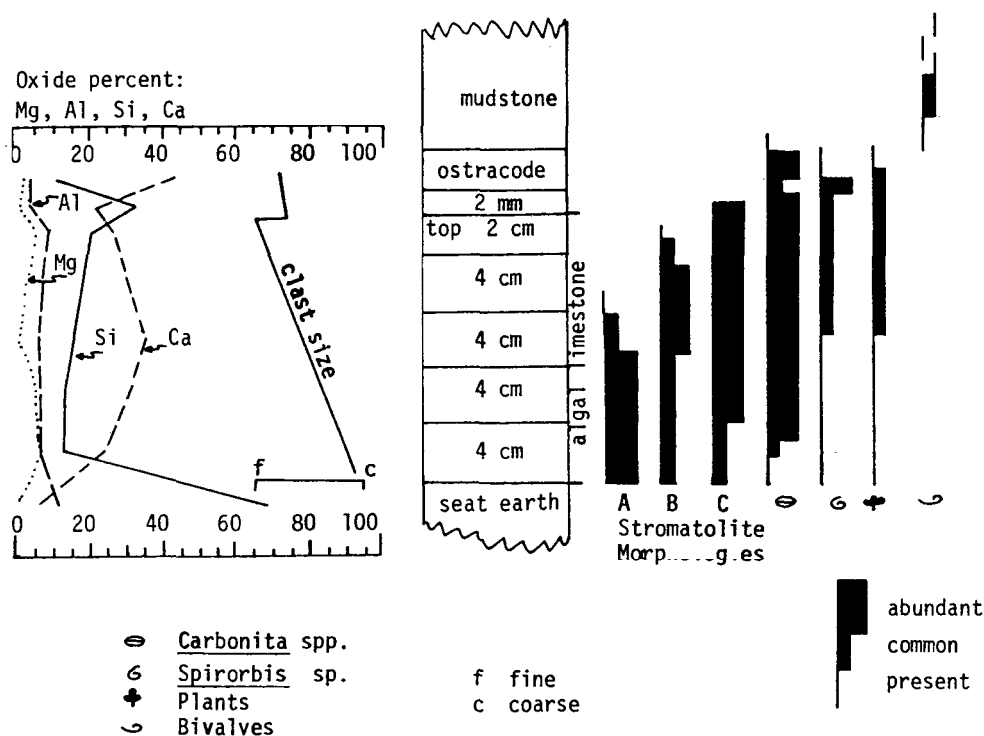 Oxide percent:
Mg, Al, Si, Ca
0 20 40 60 80 100
Al
Mg
Si
Ca
clast size
f c
0 20 40 60 80 100
mudstone
ostracode
2 mm
top 2 cm
4 cm
4 cm
4 cm
4 cm
seat earth
algal limestone
A B C
Stromatolite
Carbonita spp.
Spirorbis sp.
Plants
Bivalves
f fine
c coarse
abundant
common
present